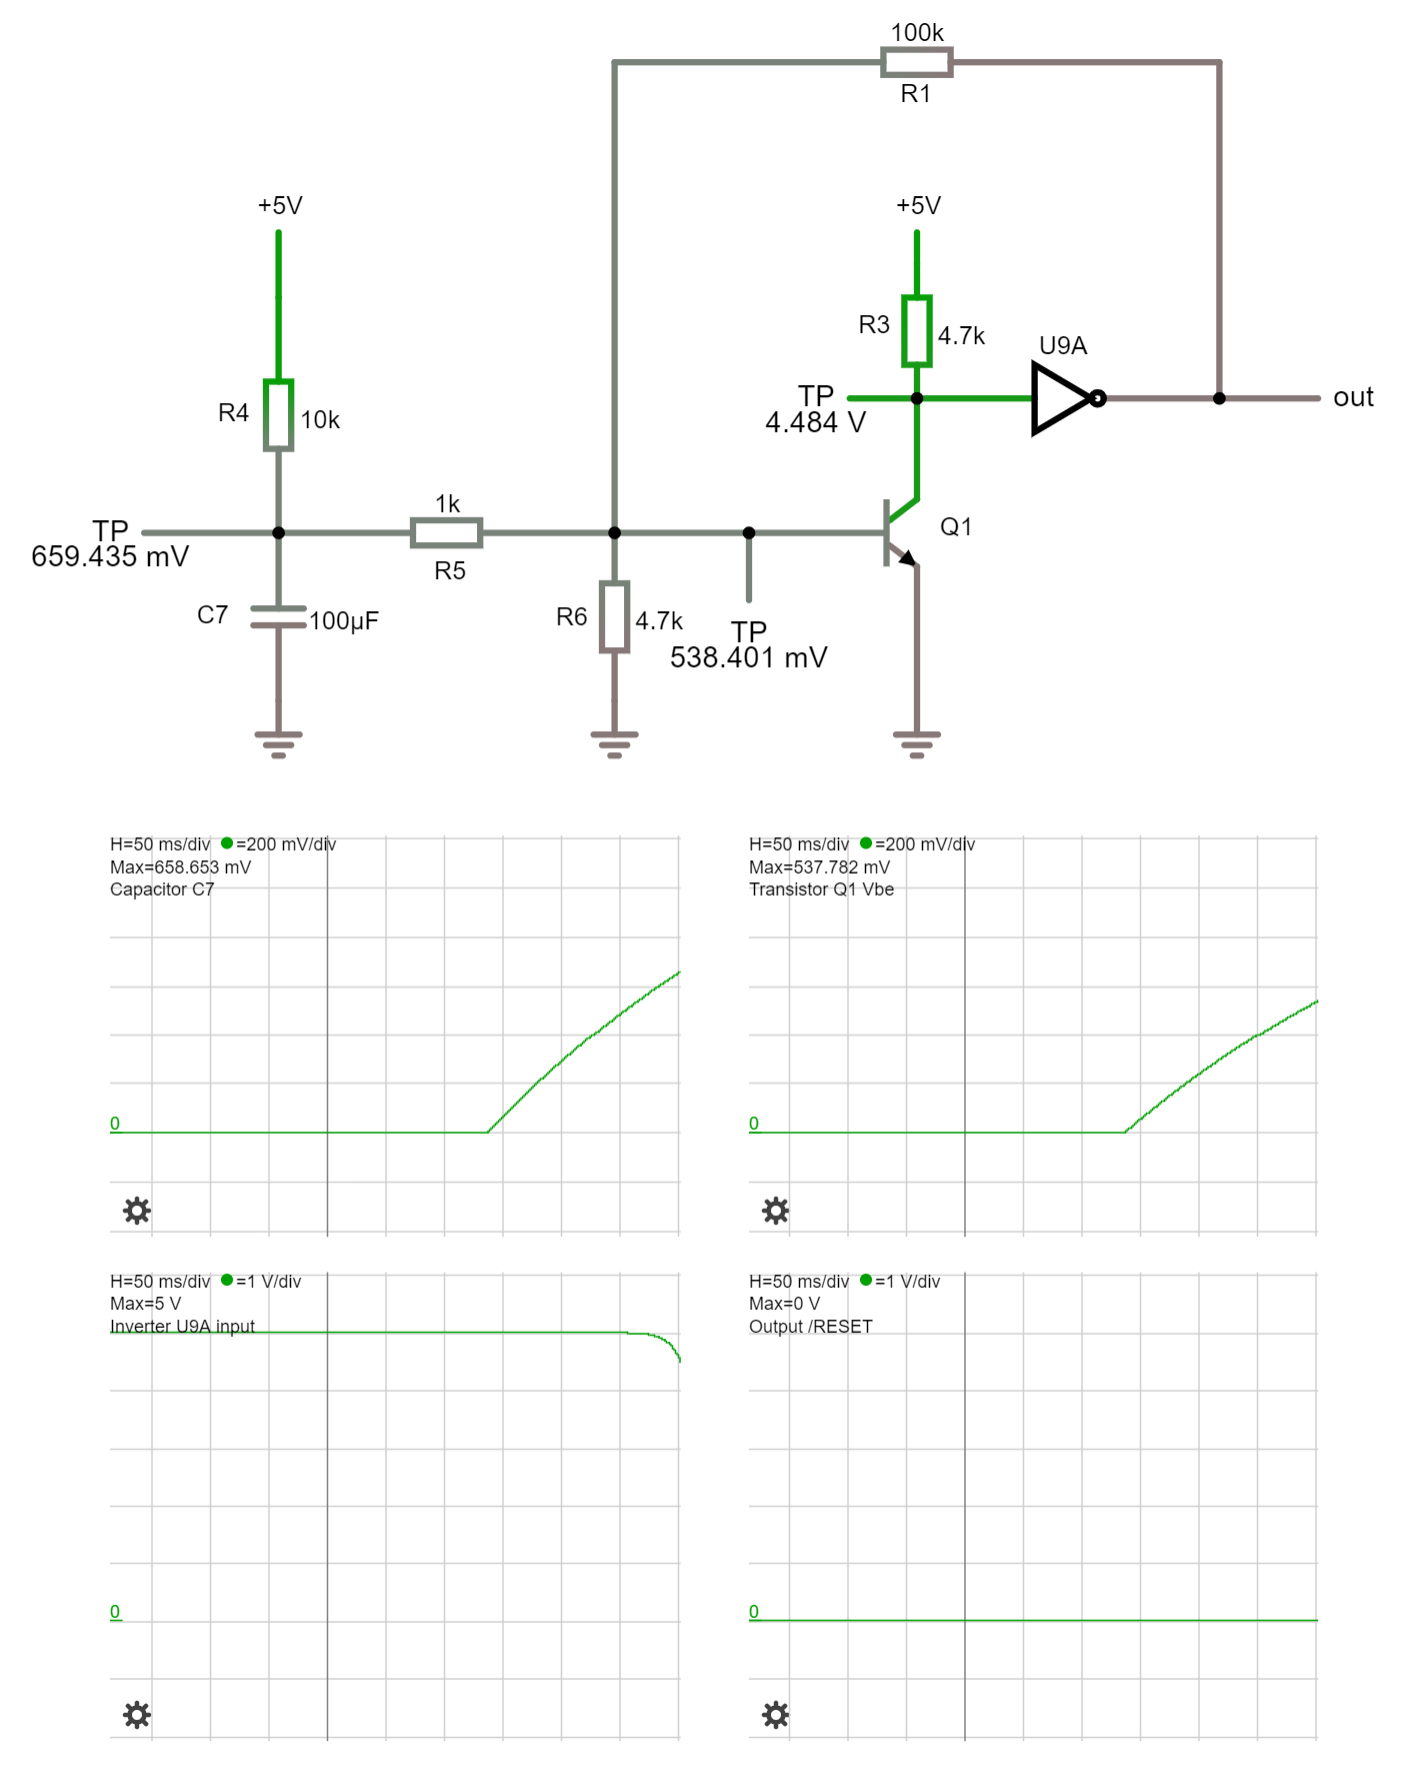 100k
R1
+5V
+5V
R3
4.7k
U9A
R4
10k
TP
4.484 V
out
1k
TP
659.435 mV
R5
Q1
C7
100µF
R6
4.7k
TP
538.401 mV
H=50 ms/div =200 mV/div
Max=658.653 mV
Capacitor C7
0
H=50 ms/div =200 mV/div
Max=537.782 mV
Transistor Q1 Vbe
0
H=50 ms/div =1 V/div
Max=5 V
Inverter U9A input
0
H=50 ms/div =1 V/div
Max=0 V
Output /RESET
0